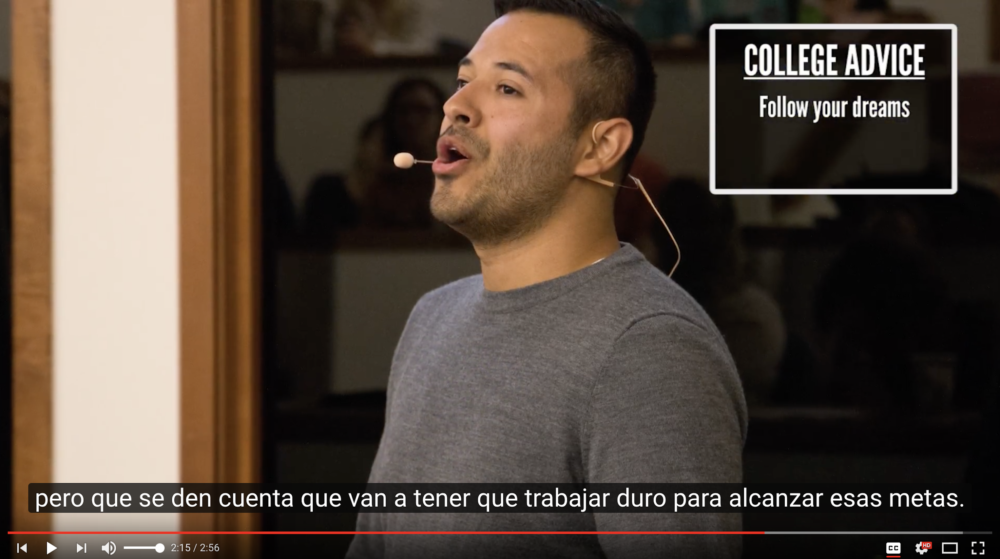 COLLEGE ADVICE
Follow your dreams
pero que se den cuenta que van a tener que trabajar duro para alcanzar esas metas.
2:15 / 2:56
CC
HD